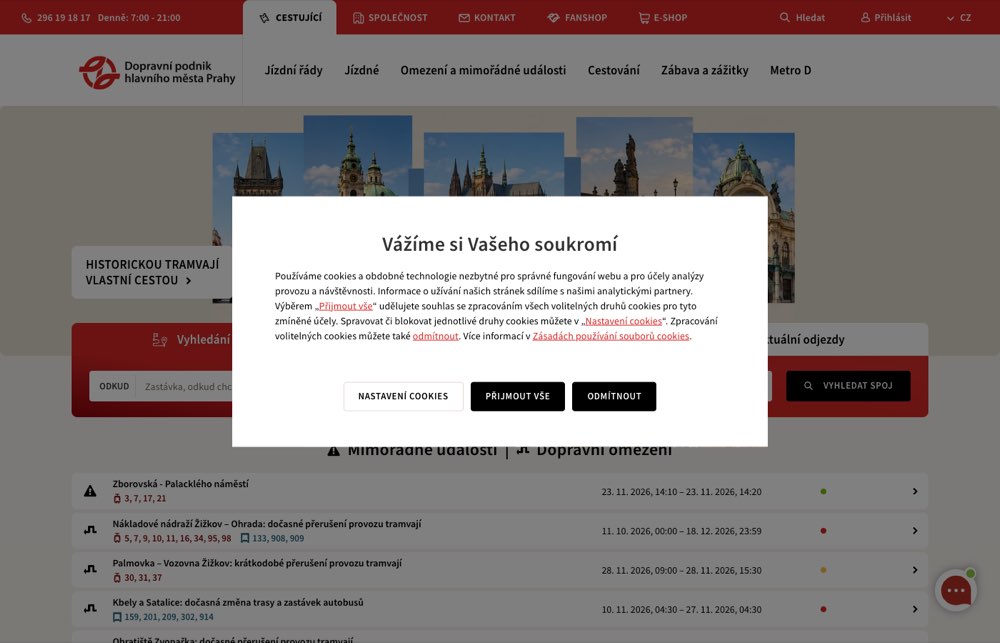 296 19 18 17 Denně: 7:00 - 21:00
CESTUJÍCÍ
SPOLEČNOST
KONTAKT
FANSHOP
E-SHOP
Hledat
Přihlásit
CZ
Dopravní podnik
hlavního města Prahy
Jízdní řády
Jízdné
Omezení a mimořádné události
Cestování
Zábava a zážitky
Metro D
HISTORICKOU TRAMVAJÍ
VLASTNÍ CESTOU
Vážíme si Vašeho soukromí
Používáme cookies a obdobné technologie nezbytné pro správné fungování webu a pro účely analýzy
provozu a návštěvnosti. Informace o užívání našich stránek sdílíme s našimi analytickými partnery.
Výběrem „Přijmout vše“ udělujete souhlas se zpracováním všech volitelných druhů cookies pro tyto
zmíněné účely. Spravovat či blokovat jednotlivé druhy cookies můžete v „Nastavení cookies“. Zpracování
volitelných cookies můžete také odmítnout. Více informací v Zásadách používání souborů cookies.
NASTAVENÍ COOKIES
PŘIJMOUT VŠE
ODMÍTNOUT
Vyhledání
odjezdy
ODKUD
Zastávka, odkud
VYHLEDAT SPOJ
Mimořádné události | Dopravní omezení
Zborovská - Palackého náměstí
3, 7, 17, 21
23. 11. 2026, 14:10 – 23. 11. 2026, 14:20
Nákladové nádraží Žižkov – Ohrada: dočasné přerušení provozu tramvají
5, 7, 9, 10, 11, 16, 34, 95, 98 133, 908, 909
11. 10. 2026, 00:00 – 18. 12. 2026, 23:59
Palmovka – Vozovna Žižkov: krátkodobé přerušení provozu tramvají
30, 31, 37
28. 11. 2026, 09:00 – 28. 11. 2026, 15:30
Kbely a Satalice: dočasná změna trasy a zastávek autobusů
159, 201, 209, 302, 914
10. 11. 2026, 04:30 – 27. 11. 2026, 04:30
Obratiště Zvonařka: dočasné přerušení provozu tramvají